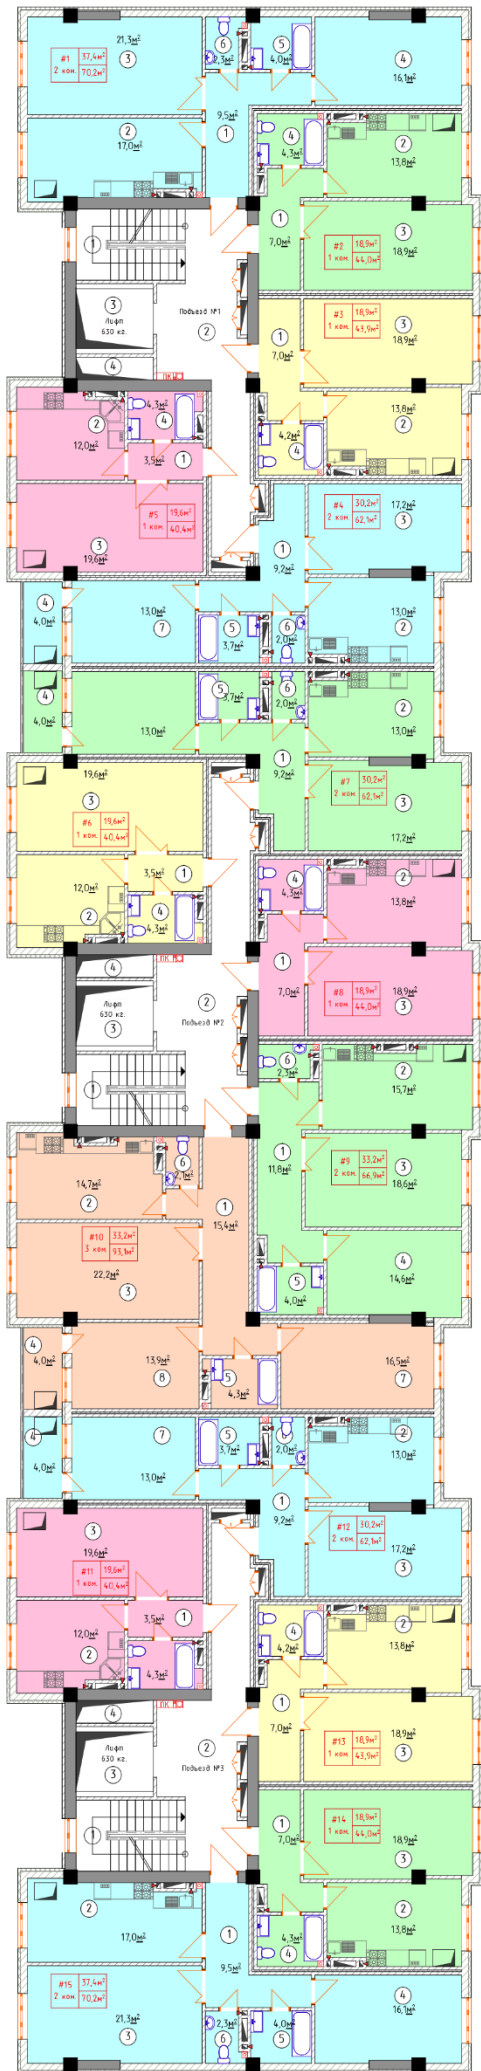 21,3м²
3
#1 37,4м²
2 ком. 70,2м²
6
2,3м²
5
4,0м²
4
16,1м²
2
17,0м²
9,5м²
1
4
4,3м²
2
13,8м²
1
7,0м²
#2 18,9м²
1 ком. 44,0м²
3
18,9м²
1
3
Лифт
630 кг.
Подъезд №1
2
4
ПК
1
7,0м²
#3 18,9м²
1 ком. 43,9м²
3
18,9м²
4,2м²
4
13,8м²
2
4,3м²
4
2
12,0м²
3,5м²
1
#5 19,6м²
1 ком. 40,4м²
3
19,6м²
#4 30,2м²
2 ком. 62,1м²
17,2м²
3
1
9,2м²
4
4,0м²
13,0м²
7
5
3,7м²
6
2,0м²
13,0м²
2
4
4,0м²
13,0м²
5
3,7м²
6
2,0м²
2
13,0м²
1
9,2м²
#7 30,2м²
2 ком. 62,1м²
3
17,2м²
19,6м²
3
#6 19,6м²
1 ком. 40,4м²
12,0м²
2
3,5м²
1
4
4,3м²
4
4,3м²
2
13,8м²
1
7,0м²
#8 18,9м²
1 ком. 44,0м²
18,9м²
3
4
ПК
Лифт
630 кг.
3
2
Подъезд №2
1
6
2,3м²
2
15,7м²
1
11,8м²
#9 33,2м²
2 ком. 66,9м²
3
18,6м²
4
14,6м²
5
4,0м²
14,7м²
2
6
2,1м²
1
15,4м²
#10 33,2м²
3 ком. 93,1м²
22,2м²
3
4
4,0м²
13,9м²
8
5
4,3м²
16,5м²
7
4
4,0м²
7
13,0м²
5
3,7м²
6
2,0м²
2
13,0м²
1
9,2м²
#12 30,2м²
2 ком. 62,1м²
17,2м²
3
3
19,6м²
#11 19,6м²
1 ком. 40,4м²
12,0м²
2
3,5м²
1
4
4,3м²
4
4,2м²
2
13,8м²
1
7,0м²
18,9м²
#13 18,9м²
1 ком. 43,9м²
3
4
ПК
Лифт
630 кг.
3
2
Подъезд №3
1
1
7,0м²
#14 18,9м²
1 ком. 44,0м²
18,9м²
3
4,3м²
4
2
13,8м²
2
17,0м²
1
9,5м²
#15 37,4м²
2 ком. 70,2м²
21,3м²
3
2,3м²
6
4,0м²
5
4
16,1м²